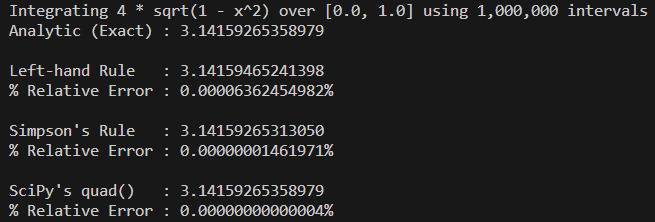 Integrating 4 * sqrt(1 - x^2) over [0.0, 1.0] using 1,000,000 intervals
Analytic (Exact) : 3.14159265358979
Left-hand Rule   : 3.14159465241398
% Relative Error : 0.00006362454982%
Simpson's Rule   : 3.14159265313050
% Relative Error : 0.00000001461971%
SciPy's quad()   : 3.14159265358979
% Relative Error : 0.00000000000004%